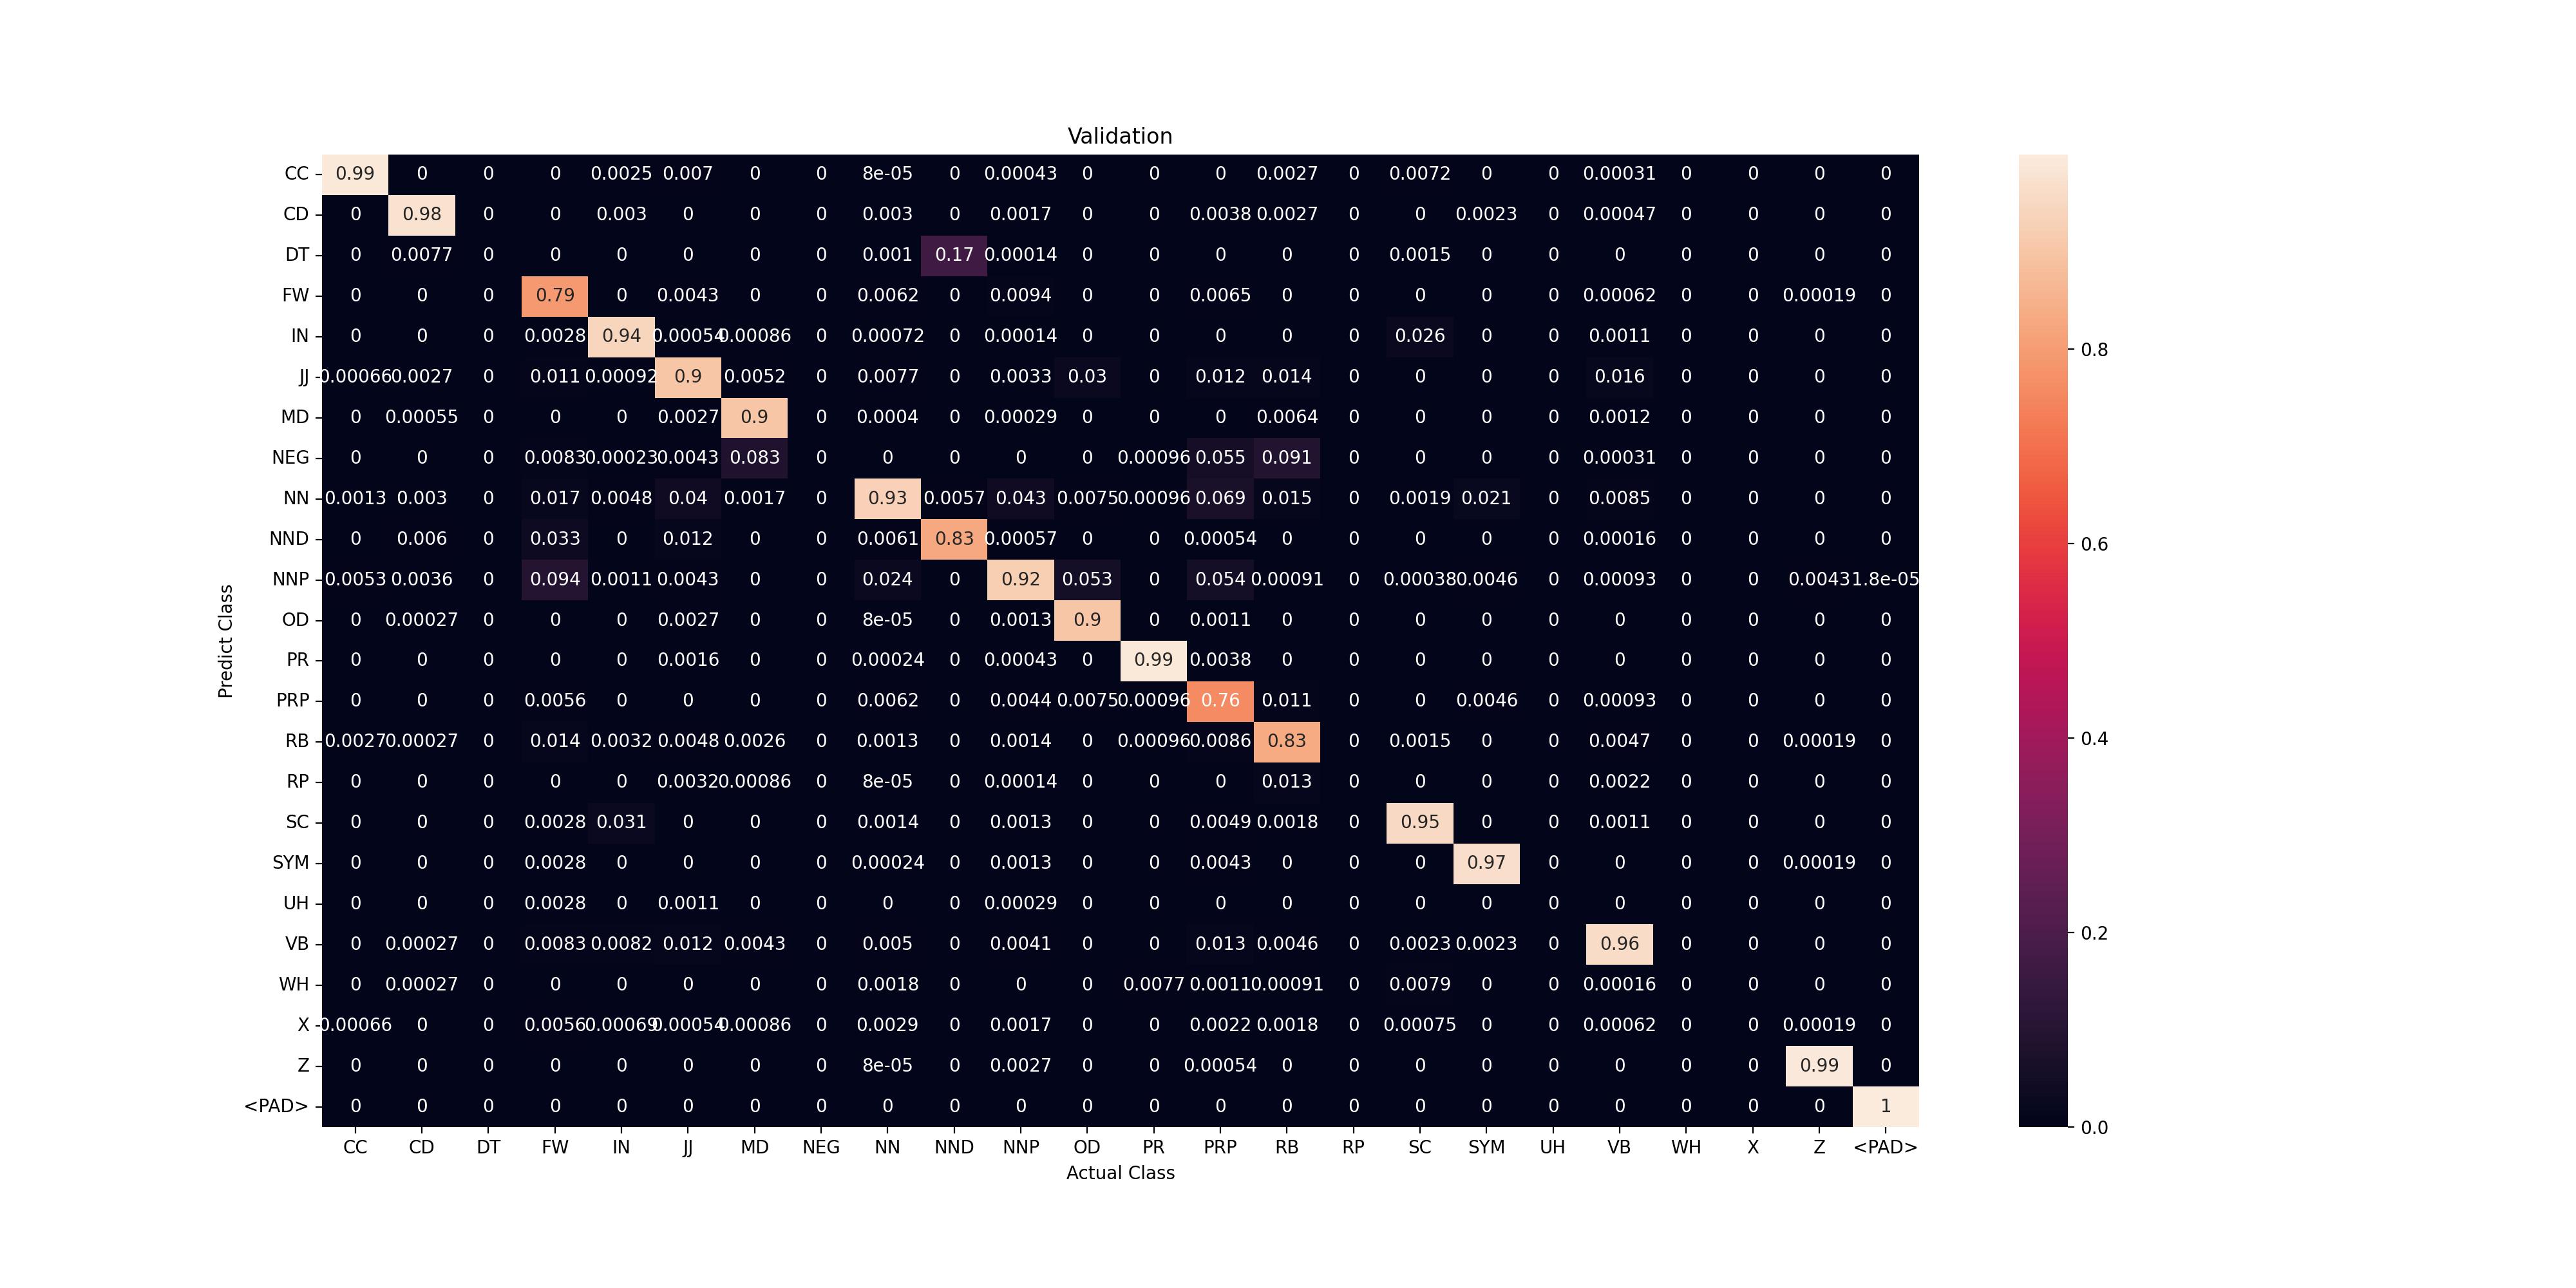 Validation
CC 0.99 0 0 0 0.0025 0.007 0 0 8e-05 0 0.00043 0 0 0 0.0027 0 0.0072 0 0 0.00031 0 0 0 0
CD 0 0.98 0 0 0.003 0 0 0 0.003 0 0.0017 0 0 0.0038 0.0027 0 0 0.0023 0 0.00047 0 0 0 0
DT 0 0.0077 0 0 0 0 0 0 0.001 0.17 0.00014 0 0 0 0 0 0.0015 0 0 0 0 0 0 0
FW 0 0 0 0.79 0 0.0043 0 0 0.0062 0 0.0094 0 0 0.0065 0 0 0 0 0 0.00062 0 0 0.00019 0
IN 0 0 0 0.0028 0.94 0.00054 0.00086 0 0.00072 0 0.00014 0 0 0 0 0 0.026 0 0 0.0011 0 0 0 0
JJ 0.00066 0.0027 0 0.011 0.00092 0.9 0.0052 0 0.0077 0 0.0033 0.03 0 0.012 0.014 0 0 0 0 0.016 0 0 0 0
MD 0 0.00055 0 0 0 0.0027 0.9 0 0.0004 0 0.00029 0 0 0 0.0064 0 0 0 0 0.0012 0 0 0 0
NEG 0 0 0 0.0083 0.00023 0.0043 0.083 0 0 0 0 0 0.00096 0.055 0.091 0 0 0 0 0.00031 0 0 0 0
NN 0.0013 0.003 0 0.017 0.0048 0.04 0.0017 0 0.93 0.0057 0.043 0.0075 0.00096 0.069 0.015 0 0.0019 0.021 0 0.0085 0 0 0 0
NND 0 0.006 0 0.033 0 0.012 0 0 0.0061 0.83 0.00057 0 0 0.00054 0 0 0 0 0 0.00016 0 0 0 0
NNP 0.0053 0.0036 0 0.094 0.0011 0.0043 0 0 0.024 0 0.92 0.053 0 0.054 0.00091 0 0.00038 0.0046 0 0.00093 0 0 0.0043 1.8e-05
OD 0 0.00027 0 0 0 0.0027 0 0 8e-05 0 0.0013 0.9 0 0.0011 0 0 0 0 0 0 0 0 0 0
PR 0 0 0 0 0 0.0016 0 0 0.00024 0 0.00043 0 0.99 0.0038 0 0 0 0 0 0 0 0 0 0
PRP 0 0 0 0.0056 0 0 0 0 0.0062 0 0.0044 0.0075 0.00096 0.76 0.011 0 0 0.0046 0 0.00093 0 0 0 0
RB 0.0027 0.00027 0 0.014 0.0032 0.0048 0.0026 0 0.0013 0 0.0014 0 0.00096 0.0086 0.83 0 0.0015 0 0 0.0047 0 0 0.00019 0
RP 0 0 0 0 0 0.0032 0.00086 0 8e-05 0 0.00014 0 0 0 0.013 0 0 0 0 0.0022 0 0 0 0
SC 0 0 0 0.0028 0.031 0 0 0 0.0014 0 0.0013 0 0 0.0049 0.0018 0 0.95 0 0 0.0011 0 0 0 0
SYM 0 0 0 0.0028 0 0 0 0 0.00024 0 0.0013 0 0 0.0043 0 0 0 0.97 0 0 0 0 0.00019 0
UH 0 0 0 0.0028 0 0.0011 0 0 0 0 0.00029 0 0 0 0 0 0 0 0 0 0 0 0 0
VB 0 0.00027 0 0.0083 0.0082 0.012 0.0043 0 0.005 0 0.0041 0 0 0.013 0.0046 0 0.0023 0.0023 0 0.96 0 0 0 0
WH 0 0.00027 0 0 0 0 0 0 0.0018 0 0 0 0.0077 0.0011 0.00091 0 0.0079 0 0 0.00016 0 0 0 0
X 0.00066 0 0 0.0056 0.00069 0.00054 0.00086 0 0.0029 0 0.0017 0 0 0.0022 0.0018 0 0.00075 0 0 0.00062 0 0 0.00019 0
Z 0 0 0 0 0 0 0 0 8e-05 0 0.0027 0 0 0.00054 0 0 0 0 0 0 0 0 0.99 0
<PAD> 0 0 0 0 0 0 0 0 0 0 0 0 0 0 0 0 0 0 0 0 0 0 0 1
CC CD DT FW IN JJ MD NEG NN NND NNP OD PR PRP RB RP SC SYM UH VB WH X Z <PAD>
Actual Class
Predict Class
0.8
0.6
0.4
0.2
0.0